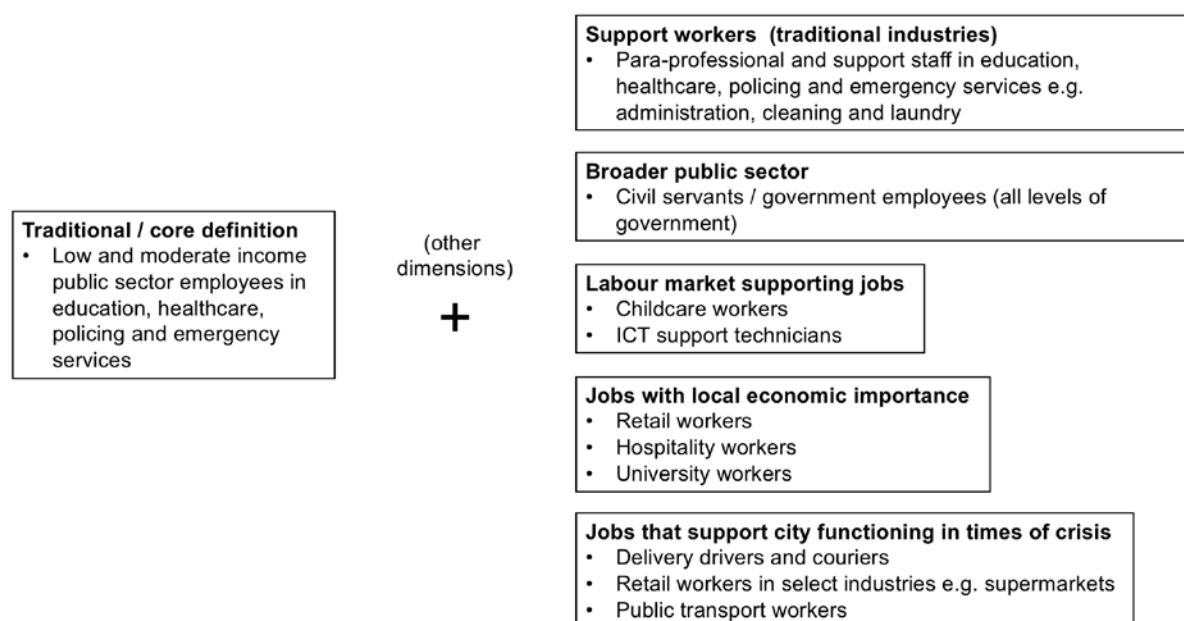 Traditional / core definition
• Low and moderate income
public sector employees in
education, healthcare,
policing and emergency
services
(other
dimensions)
+
Support workers  (traditional industries)
• Para-professional and support staff in education,
healthcare, policing and emergency services e.g.
administration, cleaning and laundry
Broader public sector
• Civil servants / government employees (all levels of
government)
Labour market supporting jobs
• Childcare workers
• ICT support technicians
Jobs with local economic importance
• Retail workers
• Hospitality workers
• University workers
Jobs that support city functioning in times of crisis
• Delivery drivers and couriers
• Retail workers in select industries e.g. supermarkets
• Public transport workers